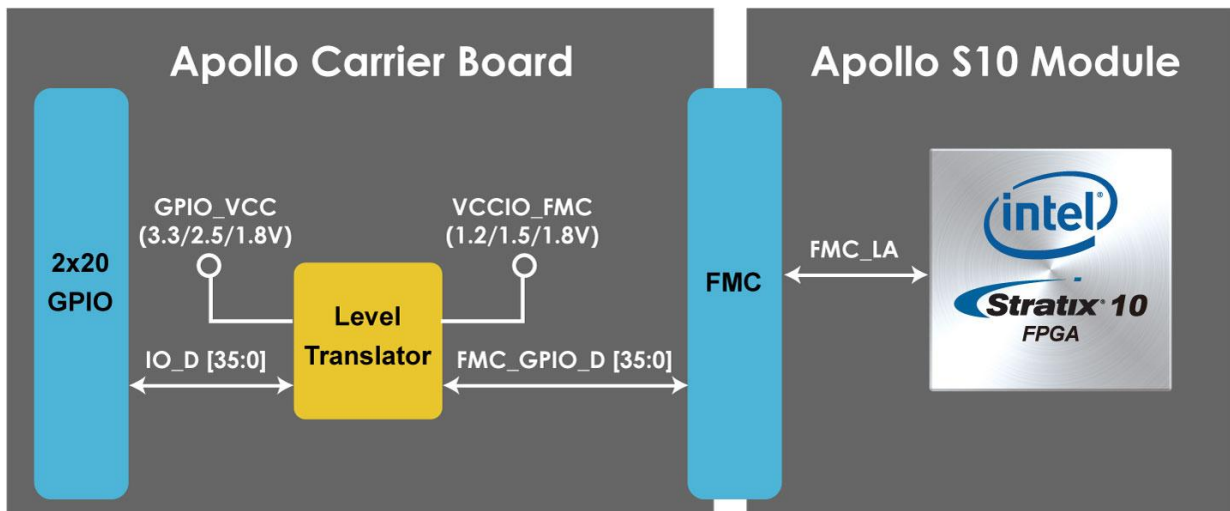 Apollo Carrier Board
Apollo S10 Module
2x20
GPIO
GPIO_VCC
(3.3/2.5/1.8V)
VCCIO_FMC
(1.2/1.5/1.8V)
Level
Translator
IO_D [35:0]
FMC_GPIO_D [35:0]
FMC
FMC_LA
intel®
Stratix® 10
FPGA